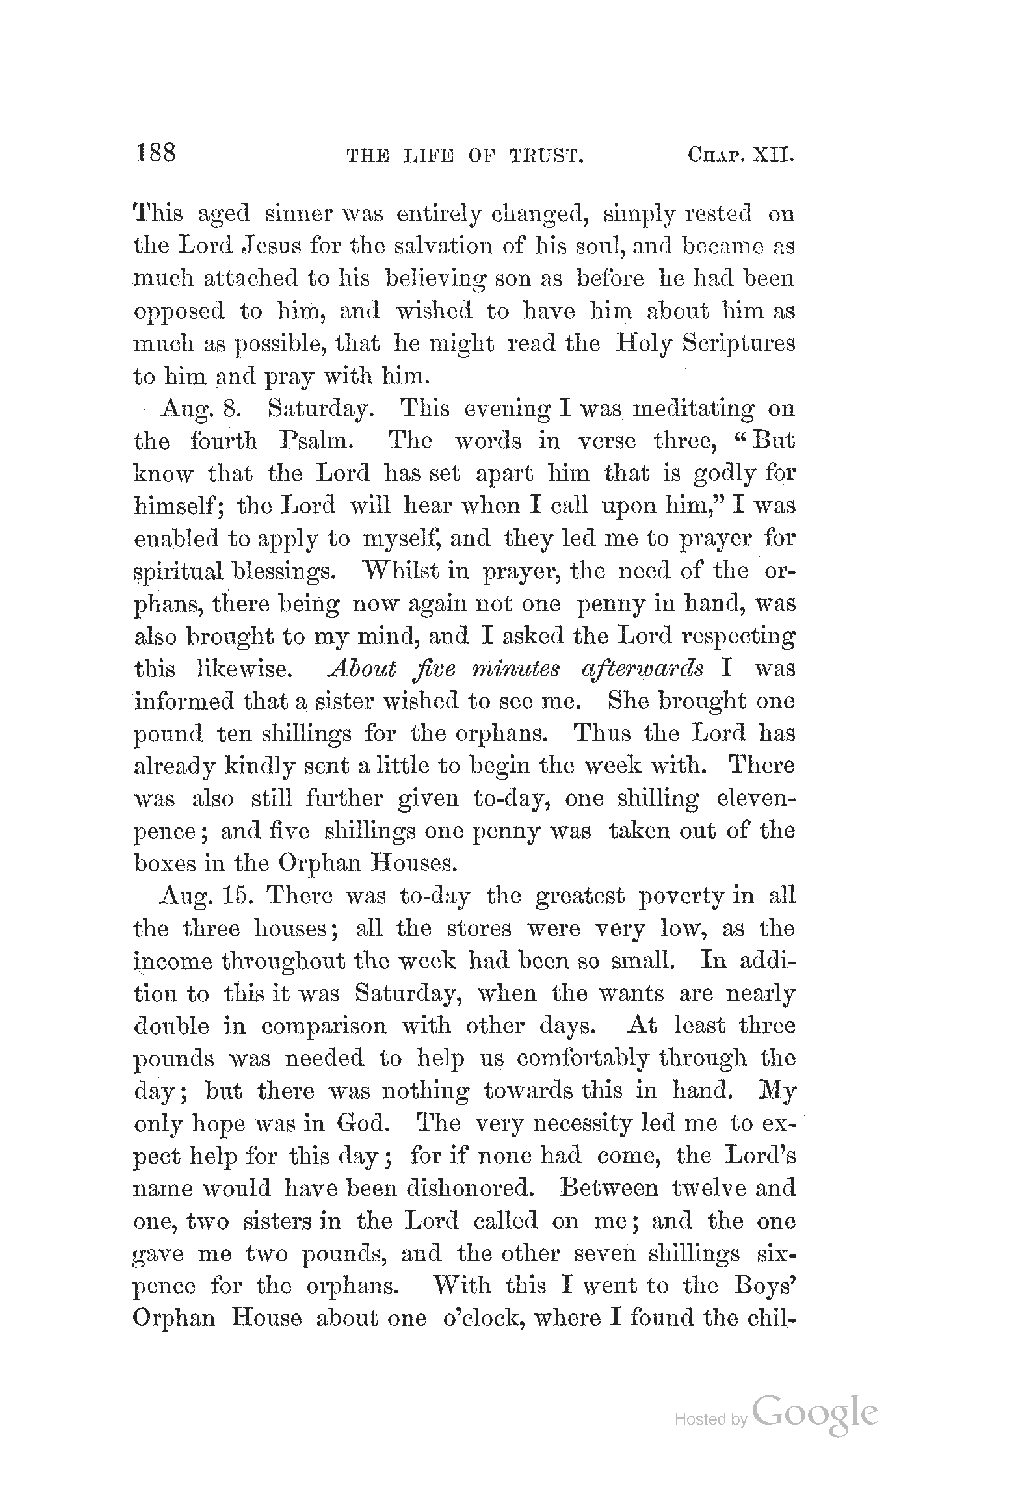 188 THE LIFE OF TRUST. CHAP. XII.
This aged sinner was entirely changed, simply rested on
the Lord Jesus for the salvation of his soul, and became as
much attached to his believing son as before he had been
opposed to him, and wished to have him about him as
much as possible, that he might read the Holy Scriptures
to him and pray with him.
Aug. 8. Saturday. This evening I was meditating on
the fourth Psalm. The words in verse three, “But
know that the Lord has set apart him that is godly for
himself; the Lord will hear when I call upon him,” I was
enabled to apply to myself, and they led me to prayer for
spiritual blessings. Whilst in prayer, the need of the or-
phans, there being now again not one penny in hand, was
also brought to my mind, and I asked the Lord respecting
this likewise. About five minutes afterwards I was
informed that a sister wished to see me. She brought one
pound ten shillings for the orphans. Thus the Lord has
already kindly sent a little to begin the week with. There
was also still further given to-day, one shilling eleven-
pence; and five shillings one penny was taken out of the
boxes in the Orphan Houses.
Aug. 15. There was to-day the greatest poverty in all
the three houses; all the stores were very low, as the
income throughout the week had been so small. In addi-
tion to this it was Saturday, when the wants are nearly
double in comparison with other days. At least three
pounds was needed to help us comfortably through the
day; but there was nothing towards this in hand. My
only hope was in God. The very necessity led me to ex-
pect help for this day; for if none had come, the Lord’s
name would have been dishonored. Between twelve and
one, two sisters in the Lord called on me; and the one
gave me two pounds, and the other seven shillings six-
pence for the orphans. With this I went to the Boys’
Orphan House about one o’clock, where I found the chil-
Hosted by Google